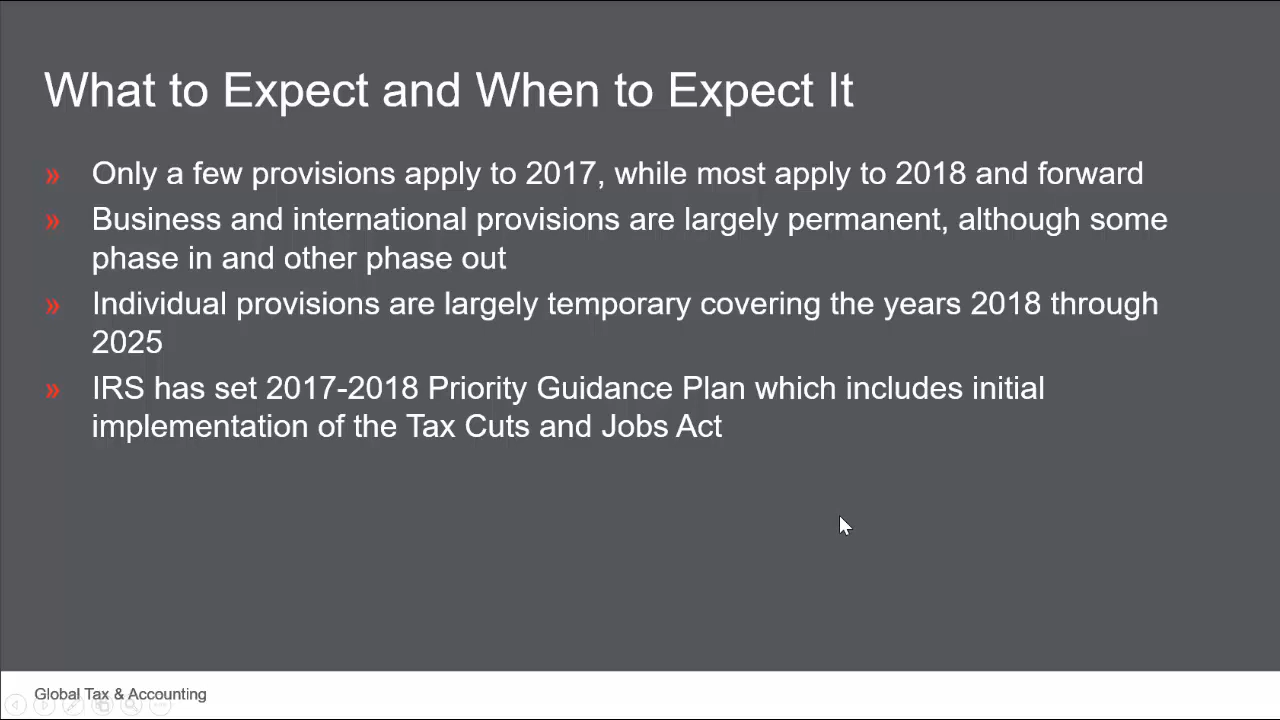 What to Expect and When to Expect It
» Only a few provisions apply to 2017, while most apply to 2018 and forward
» Business and international provisions are largely permanent, although some
phase in and other phase out
» Individual provisions are largely temporary covering the years 2018 through
2025
» IRS has set 2017-2018 Priority Guidance Plan which includes initial
implementation of the Tax Cuts and Jobs Act
Global Tax & Accounting